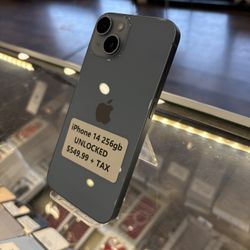 iPhone 14 256gb
UNLOCKED
$549.99 + TAX